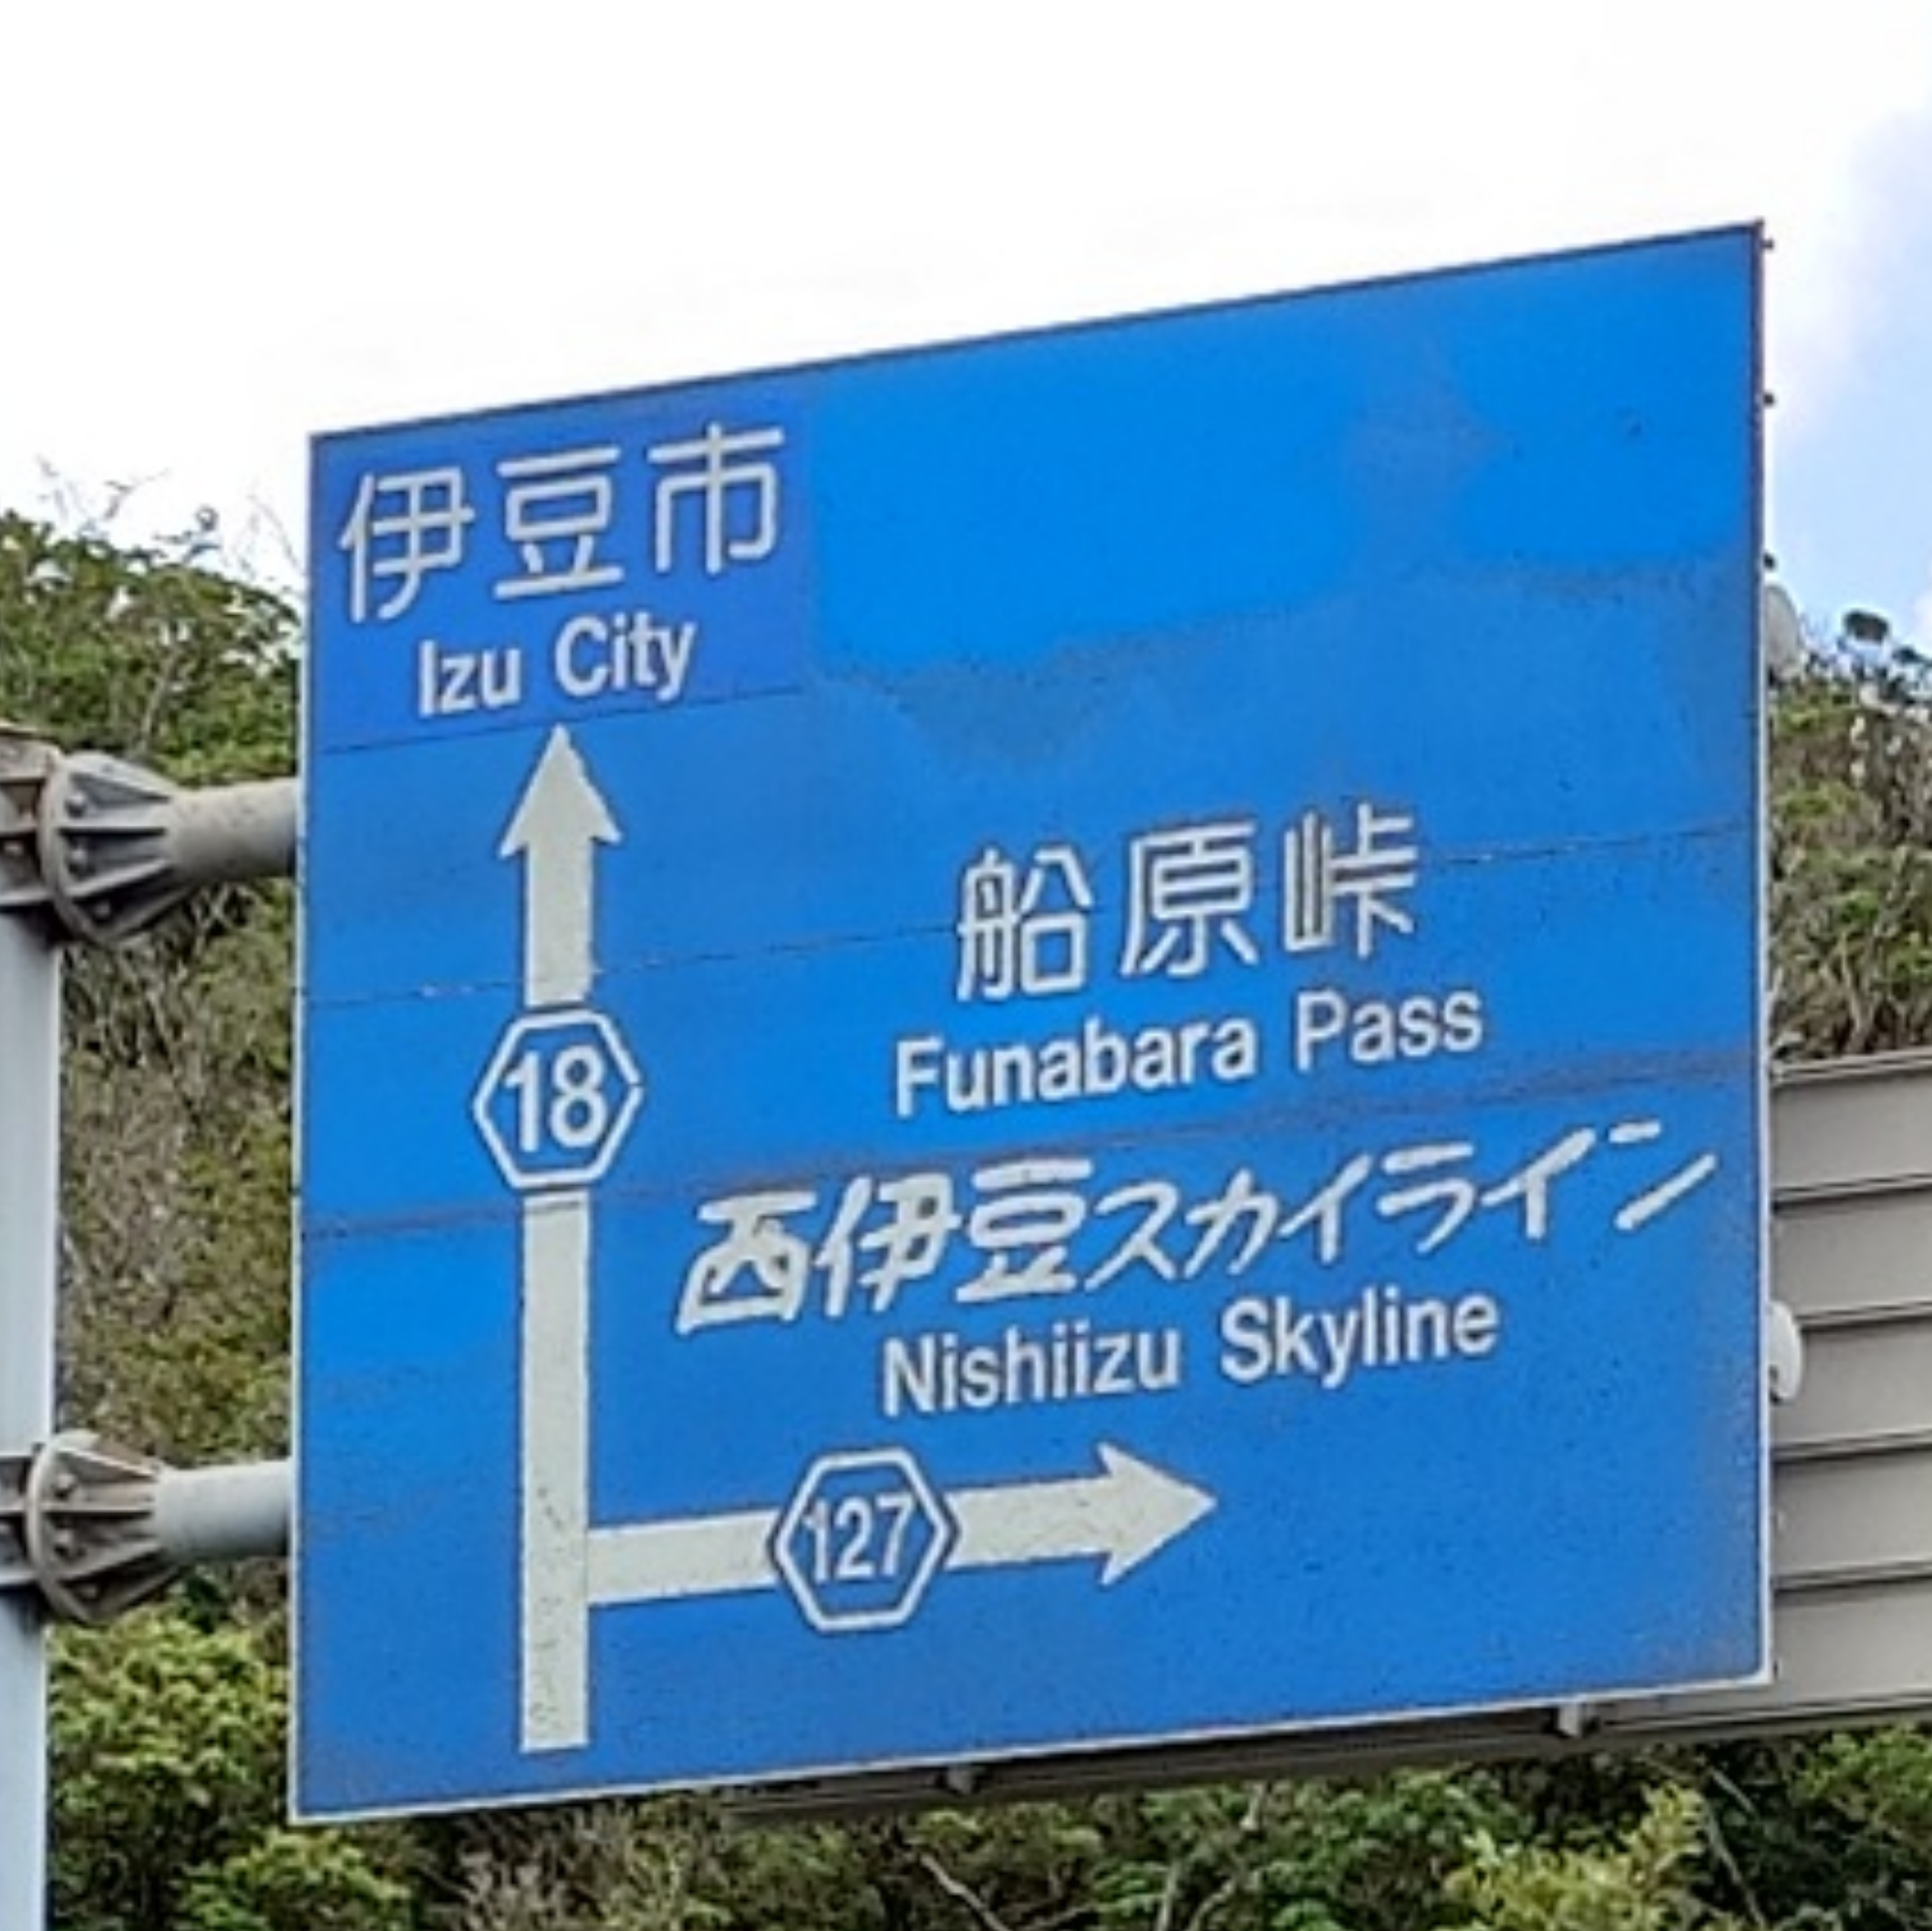 伊豆市
Izu City
18
船原峠
Funabara Pass
西伊豆スカイライン
Nishiizu Skyline
127